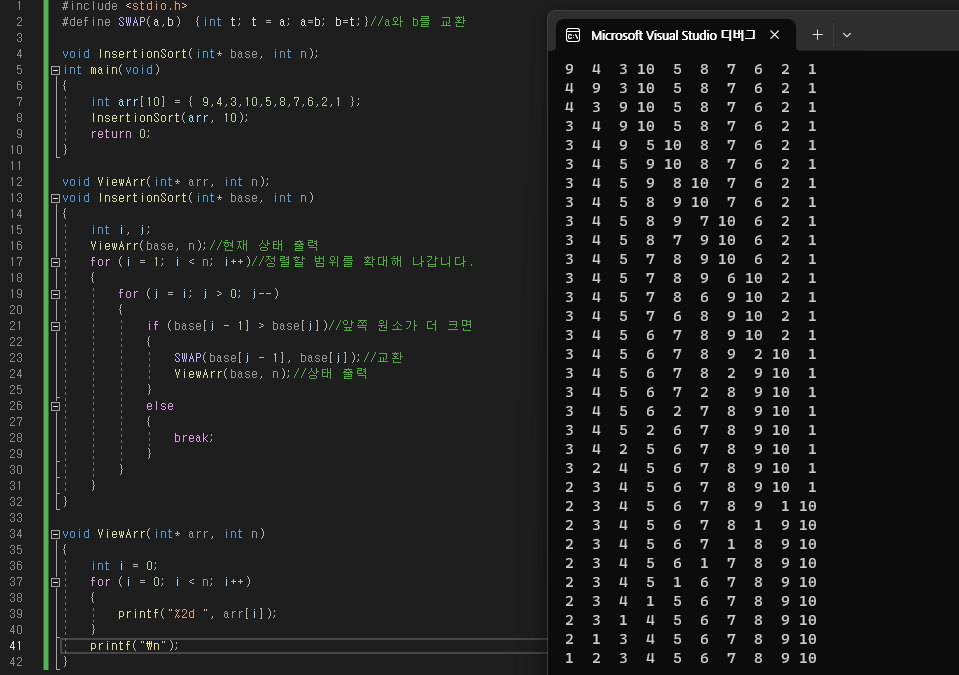 1 #include <stdio.h>
2 #define SWAP(a,b)  {int t; t = a; a=b; b=t;}//a와 b를 교환
3
4 void InsertionSort(int* base, int n);
5 int main(void)
6 {
7     int arr[10] = { 9,4,3,10,5,8,7,6,2,1 };
8     InsertionSort(arr, 10);
9     return 0;
10 }
11
12 void ViewArr(int* arr, int n);
13 void InsertionSort(int* base, int n)
14 {
15     int i, j;
16     ViewArr(base, n);//현재 상태 출력
17     for (i = 1; i < n; i++)//정렬할 범위를 확대해 나갑니다.
18     {
19         for (j = i; j > 0; j--)
20         {
21             if (base[j - 1] > base[j])//앞쪽 원소가 더 크면
22             {
23                 SWAP(base[j - 1], base[j]);//교환
24                 ViewArr(base, n);//상태 출력
25             }
26             else
27             {
28                 break;
29             }
30         }
31     }
32 }
33
34 void ViewArr(int* arr, int n)
35 {
36     int i = 0;
37     for (i = 0; i < n; i++)
38     {
39         printf("%2d ", arr[i]);
40     }
41     printf("₩n");
42 }
Microsoft Visual Studio 디버그
 9  4  3 10  5  8  7  6  2  1
 4  9  3 10  5  8  7  6  2  1
 4  3  9 10  5  8  7  6  2  1
 3  4  9 10  5  8  7  6  2  1
 3  4  9  5 10  8  7  6  2  1
 3  4  5  9 10  8  7  6  2  1
 3  4  5  9  8 10  7  6  2  1
 3  4  5  8  9 10  7  6  2  1
 3  4  5  8  9  7 10  6  2  1
 3  4  5  8  7  9 10  6  2  1
 3  4  5  7  8  9 10  6  2  1
 3  4  5  7  8  9  6 10  2  1
 3  4  5  7  8  6  9 10  2  1
 3  4  5  7  6  8  9 10  2  1
 3  4  5  6  7  8  9 10  2  1
 3  4  5  6  7  8  9  2 10  1
 3  4  5  6  7  8  2  9 10  1
 3  4  5  6  7  2  8  9 10  1
 3  4  5  6  2  7  8  9 10  1
 3  4  5  2  6  7  8  9 10  1
 3  4  2  5  6  7  8  9 10  1
 3  2  4  5  6  7  8  9 10  1
 2  3  4  5  6  7  8  9 10  1
 2  3  4  5  6  7  8  9  1 10
 2  3  4  5  6  7  8  1  9 10
 2  3  4  5  6  7  1  8  9 10
 2  3  4  5  6  1  7  8  9 10
 2  3  4  5  1  6  7  8  9 10
 2  3  4  1  5  6  7  8  9 10
 2  3  1  4  5  6  7  8  9 10
 2  1  3  4  5  6  7  8  9 10
 1  2  3  4  5  6  7  8  9 10